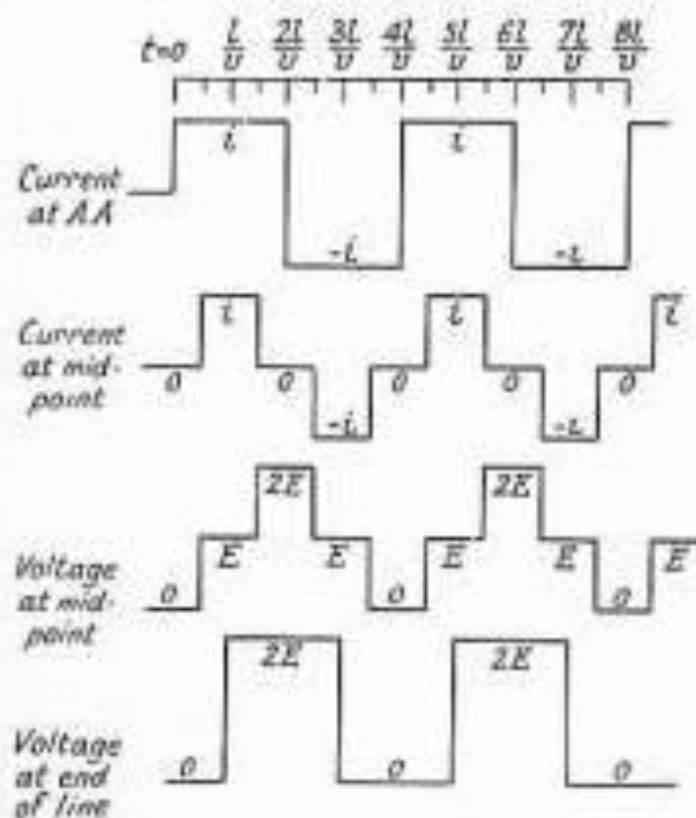 t=0 l/v 2l/v 3l/v 4l/v 5l/v 6l/v 7l/v 8l/v
Current
at AA
i -i i -i
Current
at mid-
point
0 i 0 -i 0 i 0 -i 0 i
Voltage
at mid-
point
0 E 2E E 0 E 2E E 0 E
Voltage
at end
of line
0 2E 0 2E 0